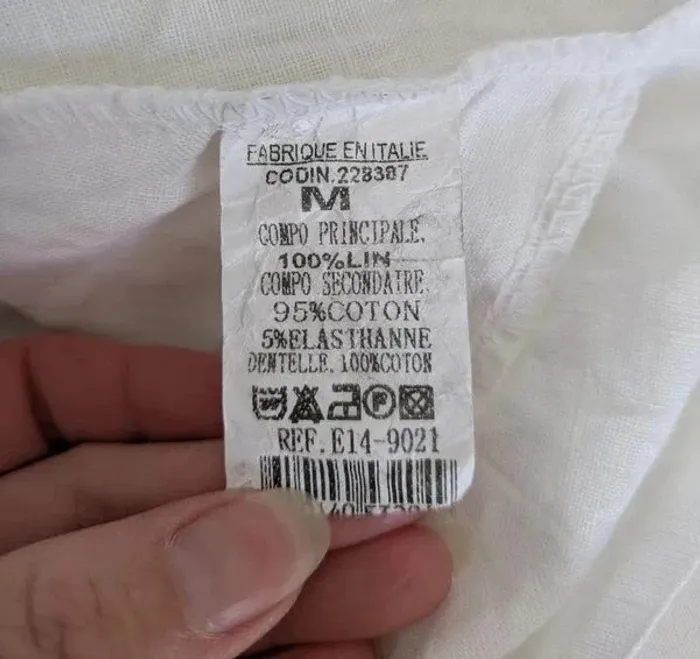 FABRIQUE EN ITALIE
CODIN.228387
M
COMPO PRINCIPALE.
100%LIN
COMPO SECONDAIRE.
95%COTON
5%ELASTHANNE
DENTELLE.100%COTON
REF.E14-9021